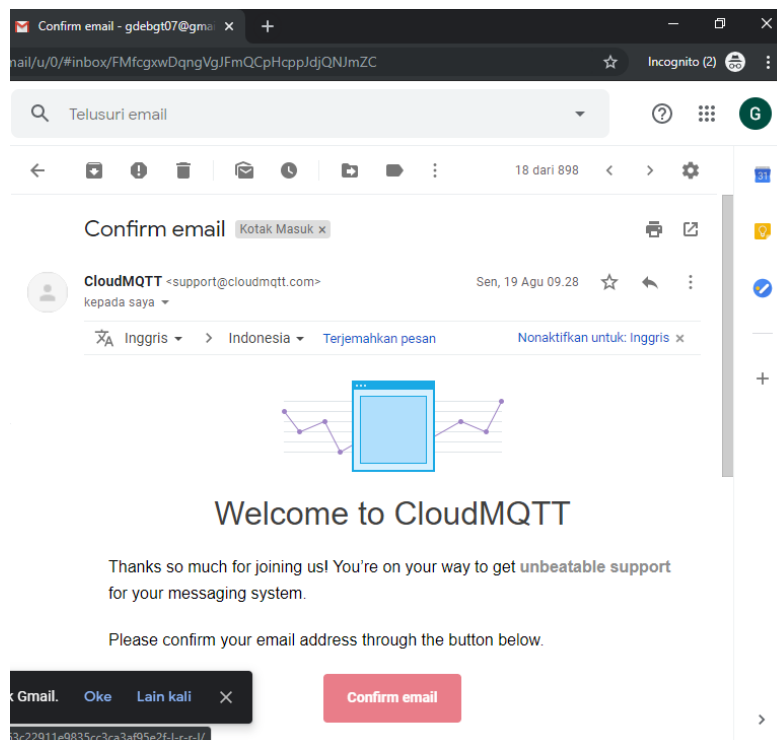 Confirm email - gdebgt07@gmai
nail/u/0/#inbox/FMfcgxwDqngVgJFmQCpHcppJdjQNJmZC
Incognito (2)
Telusuri email
G
18 dari 898
31
Confirm email Kotak Masuk x
CloudMQTT <support@cloudmqtt.com> Sen, 19 Agu 09.28
kepada saya
Inggris > Indonesia Terjemahkan pesan Nonaktifkan untuk: Inggris x
Welcome to CloudMQTT
Thanks so much for joining us! You're on your way to get unbeatable support
for your messaging system.
Please confirm your email address through the button below.
Gmail. Oke Lain kali
Confirm email